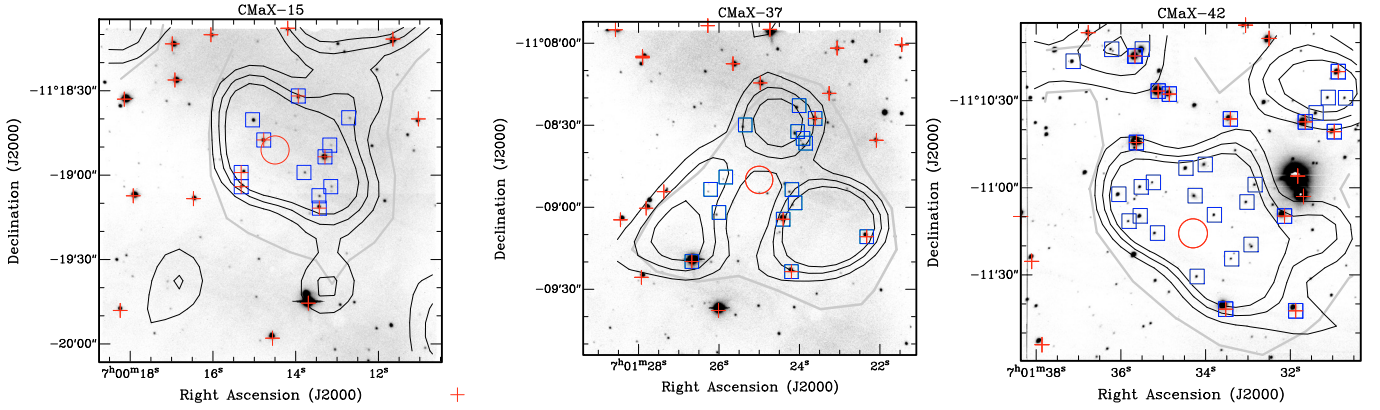 CMaX-15
Declination (J2000)
-11°18'30"
-19'00"
-19'30"
-20'00"
7h00m18s
16s
14s
12s
Right Ascension (J2000)
CMaX-37
Declination (J2000)
-11°08'00"
-08'30"
-09'00"
-09'30"
7h01m28s
26s
24s
22s
Right Ascension (J2000)
CMaX-42
Declination (J2000)
-11°10'30"
-11'00"
-11'30"
7h01m38s
36s
34s
32s
Right Ascension (J2000)